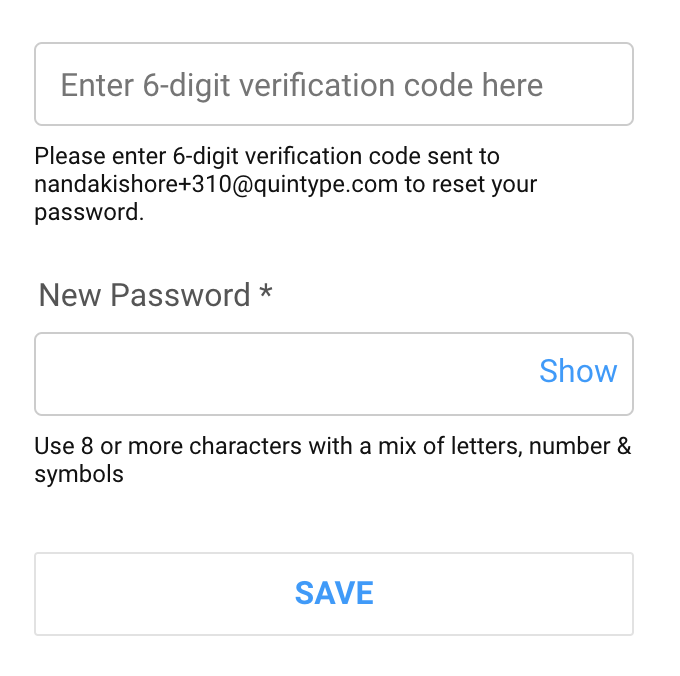 Enter 6-digit verification code here
Please enter 6-digit verification code sent to
nandakishore+310@quintype.com to reset your
password.
New Password *
Show
Use 8 or more characters with a mix of letters, number &
symbols
SAVE